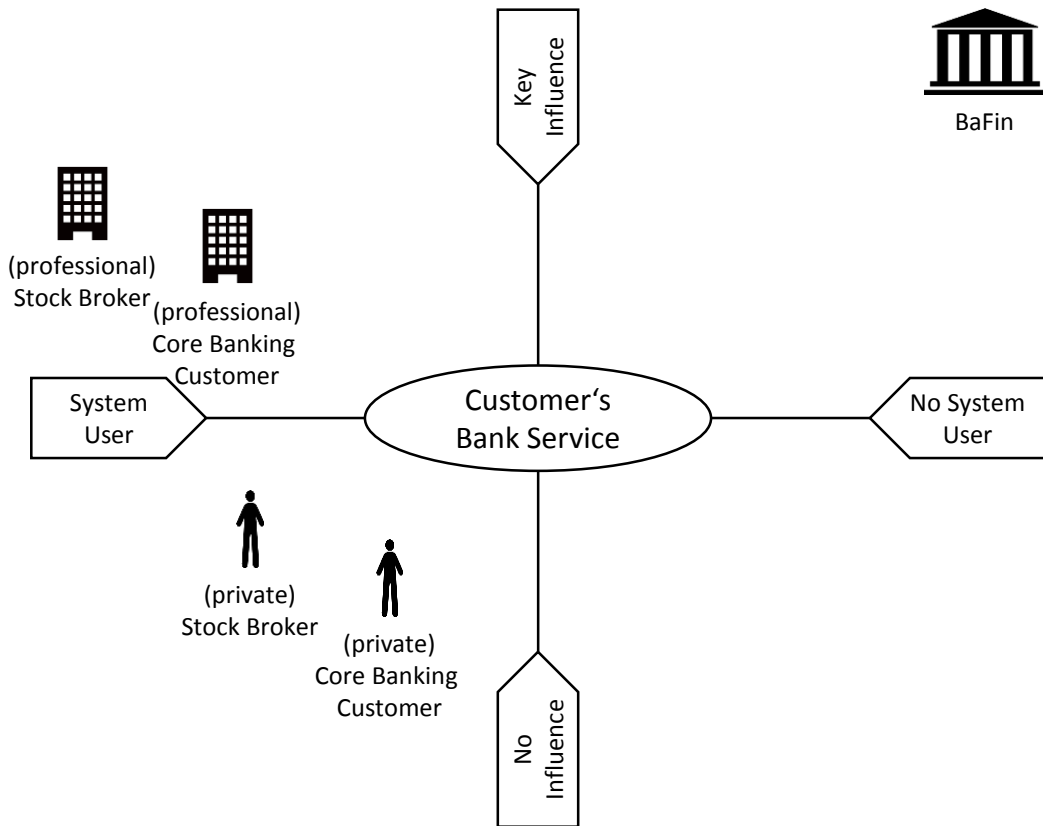 Key
Influence
BaFin
(professional)
Stock Broker
(professional)
Core Banking
Customer
System
User
Customer‘s
Bank Service
No System
User
(private)
Stock Broker
(private)
Core Banking
Customer
No
Influence